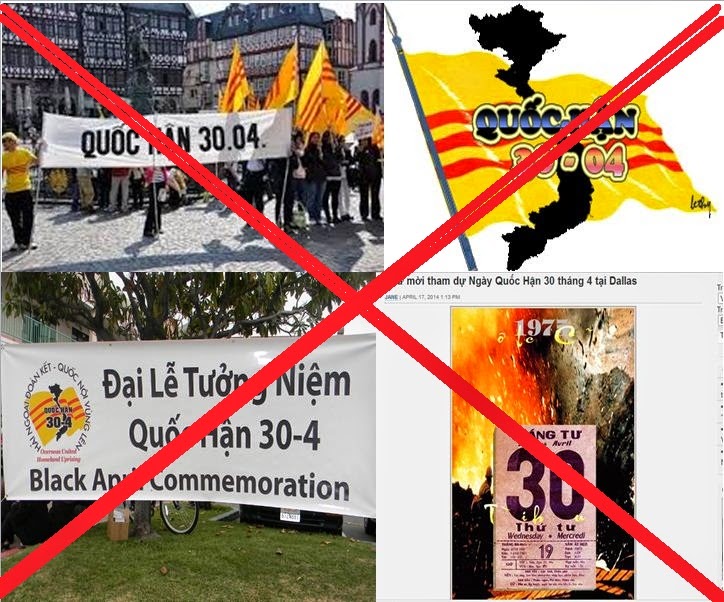 QUỐC HẬN 30.04.
QUỐC HẬN
30 - 04
mời tham dự Ngày Quốc Hận 30 tháng 4 tại Dallas
JANE | APRIL 17, 2014 1:13 PM
HẢI NGOẠI ĐOÀN KẾT - QUỐC NỘI VÙNG LÊN
QUỐC HẬN
30-4
Overseas United
Homeland Uprising
Đại Lễ Tưởng Niệm
Quốc Hận 30-4
Black April Commemoration
197
TƯ
Avril
30
Thứ tư
Wednesday • Mercredi
19